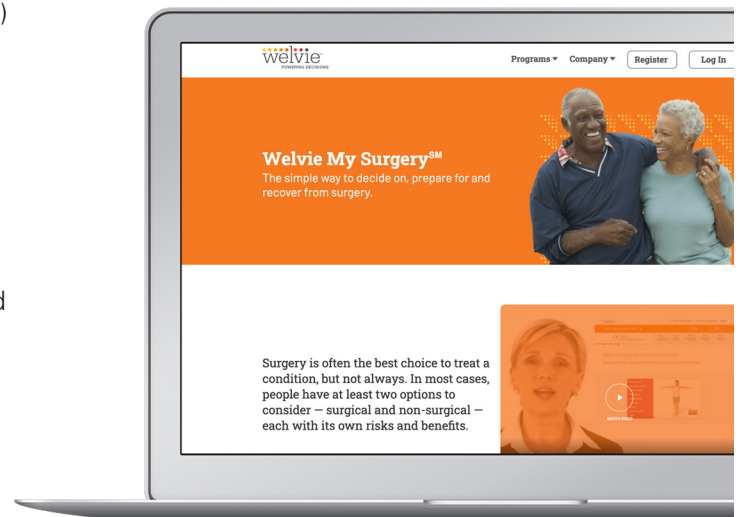 )
d
welvie
POWERING DECISIONS
Programs Company Register Log In
Welvie My Surgery℠
The simple way to decide on, prepare for and
recover from surgery.
Surgery is often the best choice to treat a
condition, but not always. In most cases,
people have at least two options to
consider — surgical and non-surgical —
each with its own risks and benefits.
WATCH VIDEO